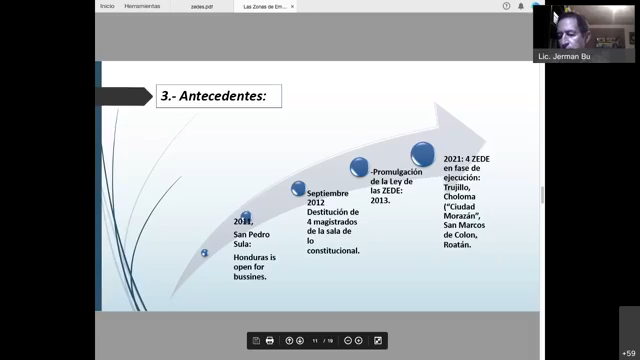 Inicio
Herramientas
zedes.pdf
Las Zonas de Em...
Lic. Jerman Bu
3.- Antecedentes:
2011,
San Pedro
Sula:
Honduras is
open for
bussines.
Septiembre
2012
Destitución de
4 magistrados
de la sala de
lo
constitucional.
-Promulgación
de la Ley de
las ZEDE:
2013.
2021: 4 ZEDE
en fase de
ejecución:
Trujillo,
Choloma
("Ciudad
Morazán",
San Marcos
de Colon,
Roatán.
11 / 19
+59